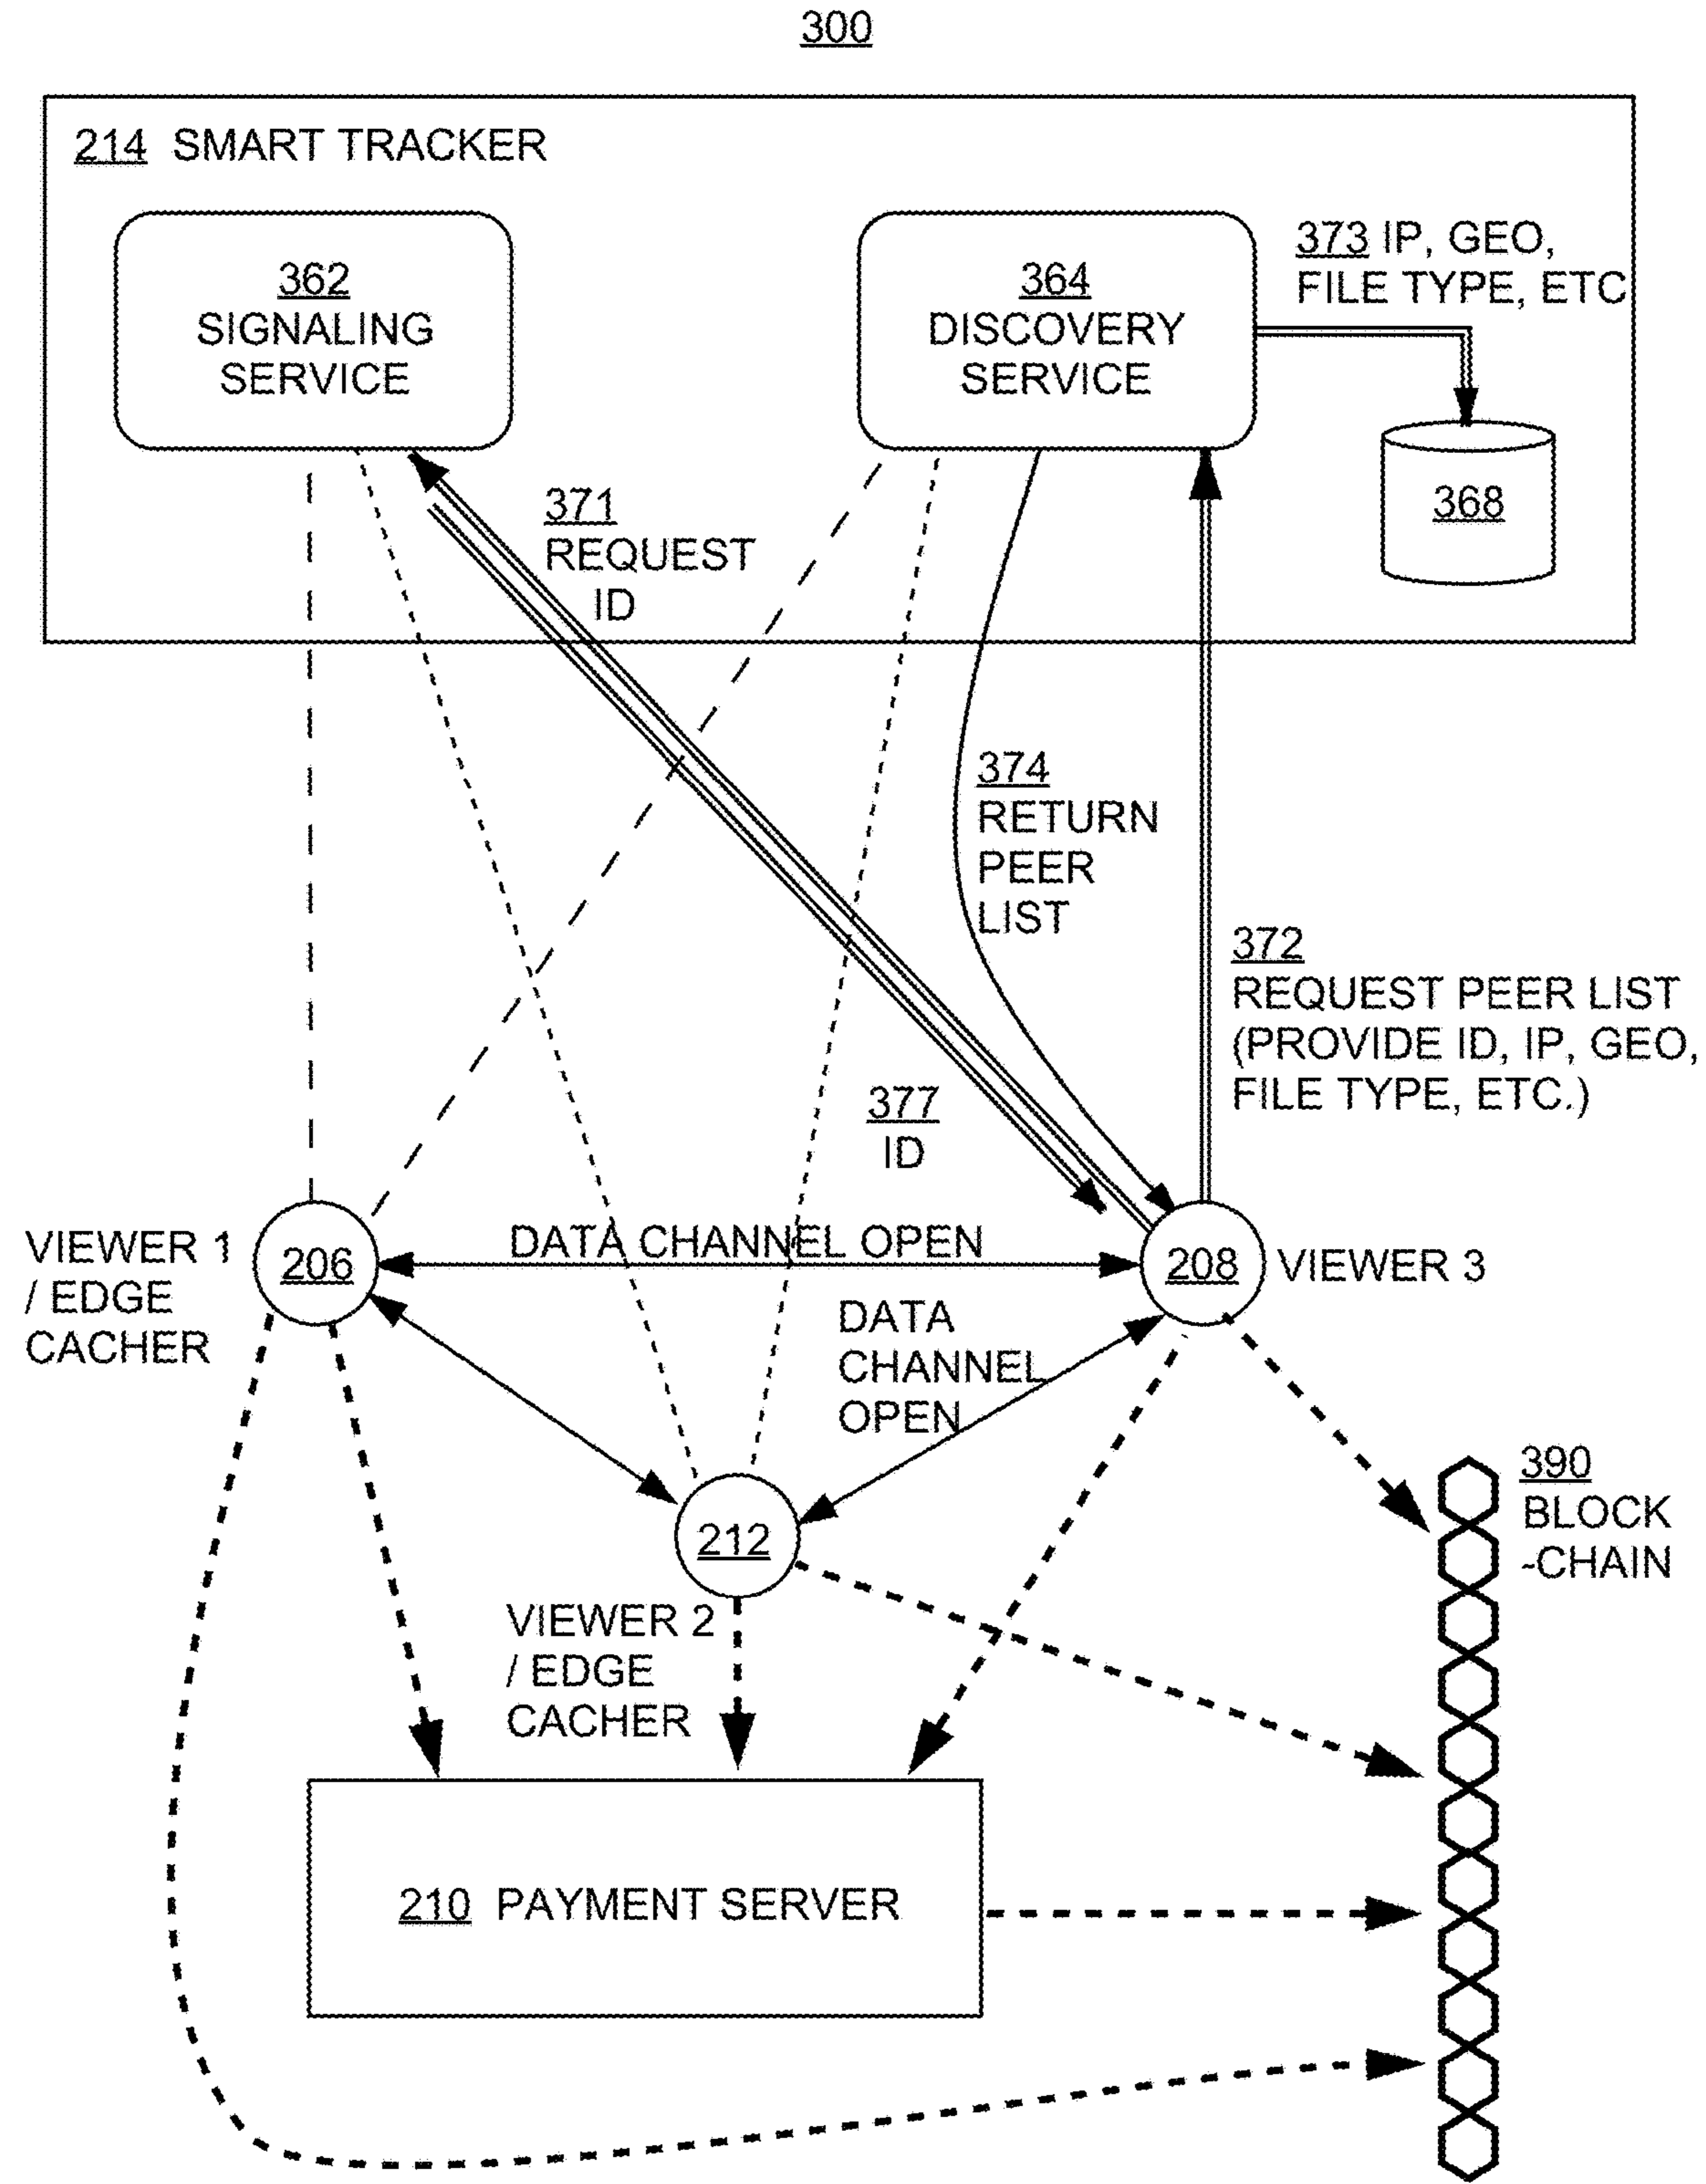 300
214 SMART TRACKER
362
SIGNALING
SERVICE
364
DISCOVERY
SERVICE
373 IP, GEO,
FILE TYPE, ETC
368
371
REQUEST
ID
374
RETURN
PEER
LIST
372
REQUEST PEER LIST
(PROVIDE ID, IP, GEO,
FILE TYPE, ETC.)
377
ID
VIEWER 1
/ EDGE
CACHER
206
DATA CHANNEL OPEN
208
VIEWER 3
DATA
CHANNEL
OPEN
212
VIEWER 2
/ EDGE
CACHER
390
BLOCK
-CHAIN
210 PAYMENT SERVER